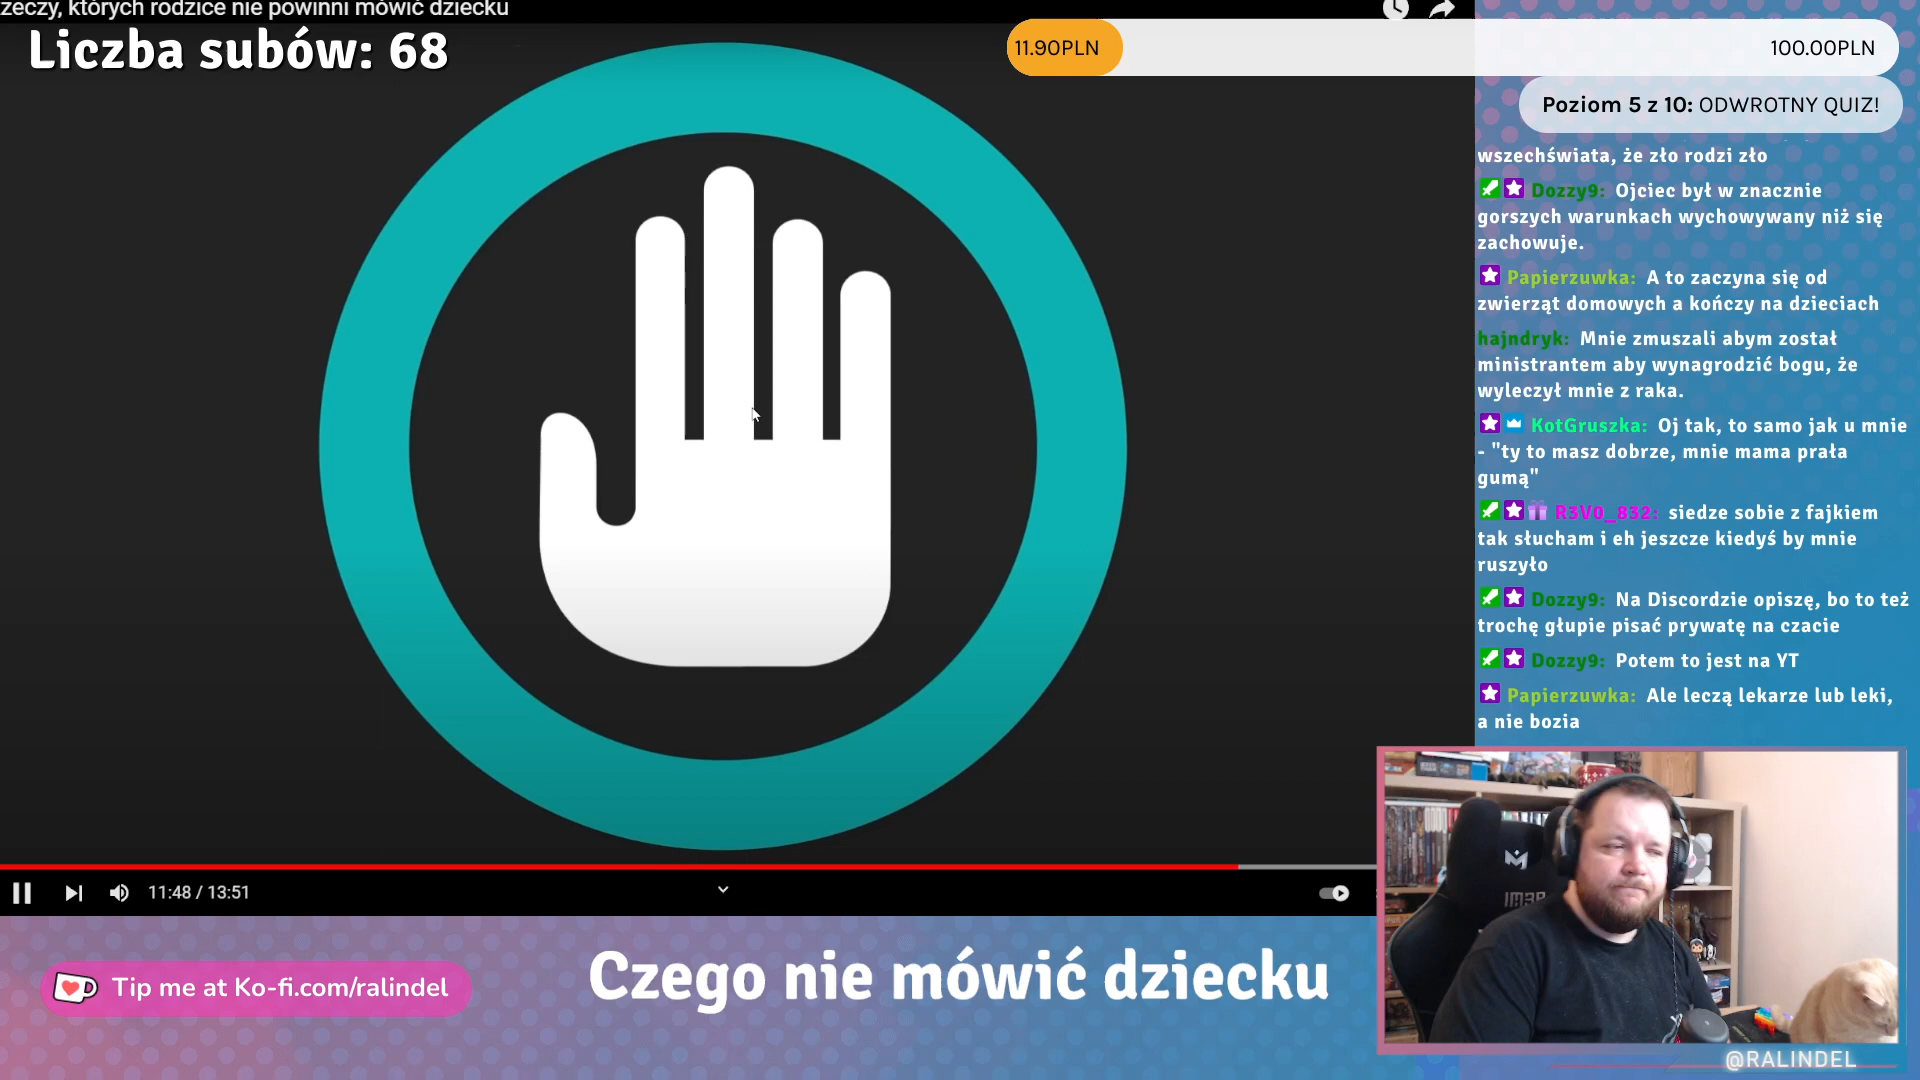 zeczy, których rodzice nie powinni mówić dziecku
Liczba subów: 68
11.90PLN
100.00PLN
Poziom 5 z 10: ODWROTNY QUIZ!
wszechświata, że zło rodzi zło
Dozzy9: Ojciec był w znacznie
gorszych warunkach wychowywany niż się
zachowuje.
Papierzuwka: A to zaczyna się od
zwierząt domowych a kończy na dzieciach
hajndryk: Mnie zmuszali abym został
ministrantem aby wynagrodzić bogu, że
wyleczył mnie z raka.
KotGruszka: Oj tak, to samo jak u mnie
- "ty to masz dobrze, mnie mama prała
gumą"
R3V0_832: siedze sobie z fajkiem
tak słucham i eh jeszcze kiedyś by mnie
ruszyło
Dozzy9: Na Discordzie opiszę, bo to też
trochę głupie pisać prywatę na czacie
Dozzy9: Potem to jest na YT
Papierzuwka: Ale leczą lekarze lub leki,
a nie bozia
11:48 / 13:51
Tip me at Ko-fi.com/ralindel
Czego nie mówić dziecku
@RALINDEL